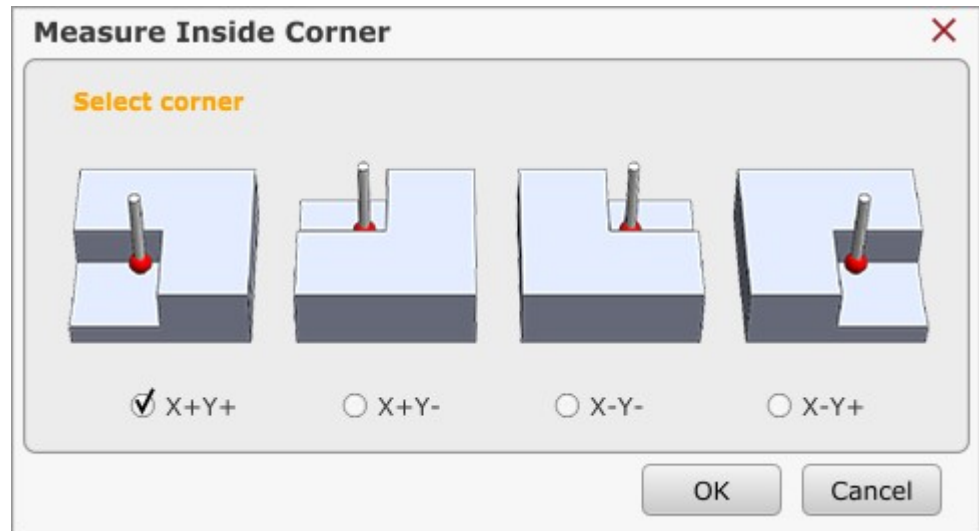 Measure Inside Corner
Select corner
X+Y+
X+Y-
X-Y-
X-Y+
OK
Cancel